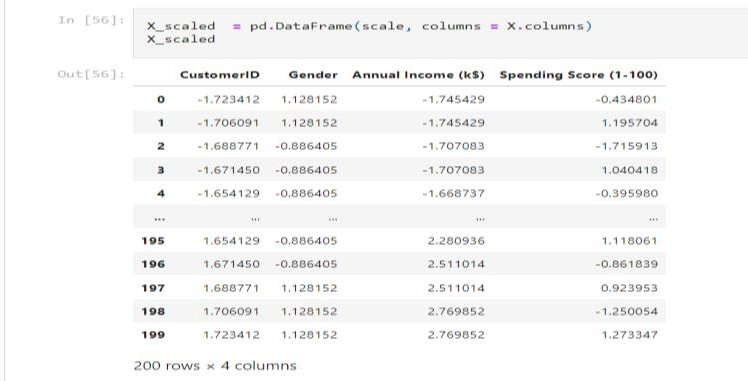 In [56]: X_scaled = pd.DataFrame(scale, columns = X.columns)
X_scaled
Out[56]: CustomerID Gender Annual Income (k$) Spending Score (1-100)
0 -1.723412 1.128152 -1.745429 -0.434801
1 -1.706091 1.128152 -1.745429 1.195704
2 -1.688771 -0.886405 -1.707083 -1.715913
3 -1.671450 -0.886405 -1.707083 1.040418
4 -1.654129 -0.886405 -1.668737 -0.395980
... ... ... ... ...
195 1.654129 -0.886405 2.280936 1.118061
196 1.671450 -0.886405 2.511014 -0.861839
197 1.688771 1.128152 2.511014 0.923953
198 1.706091 1.128152 2.769852 -1.250054
199 1.723412 1.128152 2.769852 1.273347
200 rows × 4 columns